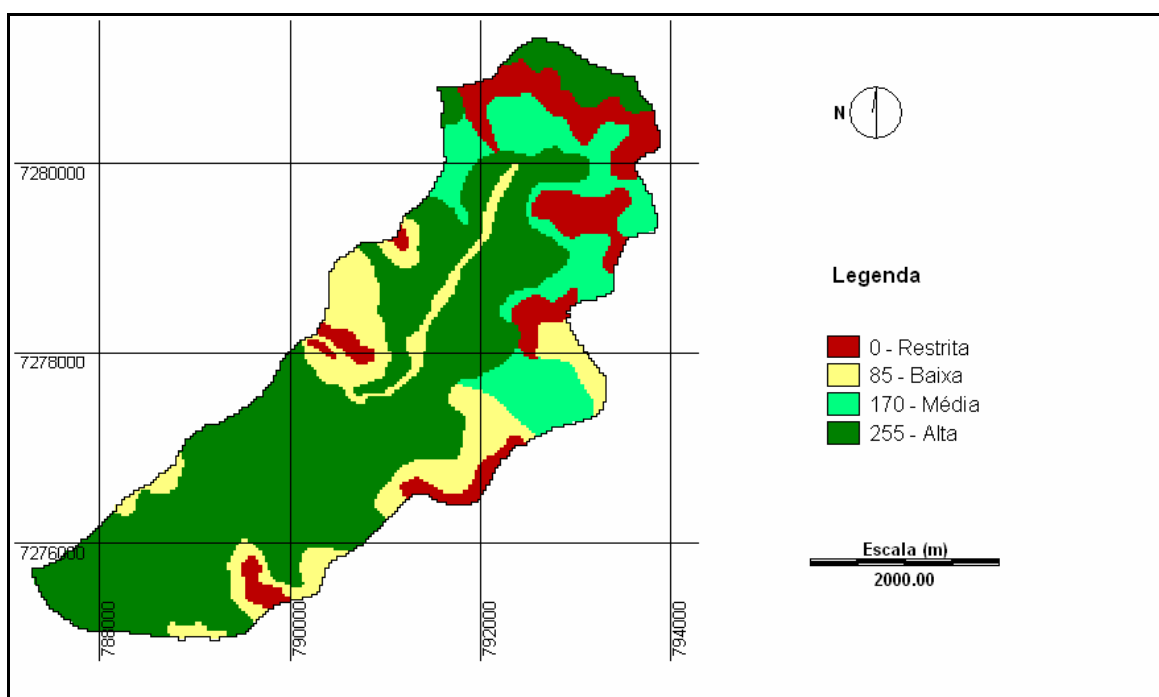 N
7280000
7278000
7276000
788000
790000
792000
794000
Legenda
0 - Restrita
85 - Baixa
170 - Média
255 - Alta
Escala (m)
2000.00